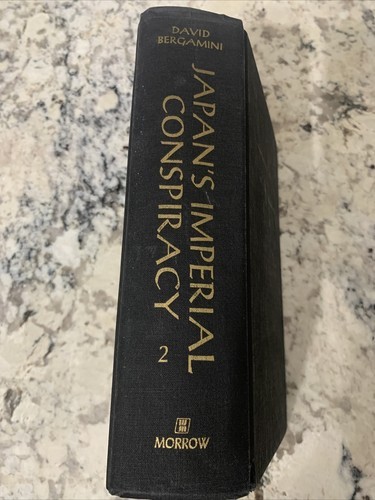 DAVID
BERGAMINI
JAPAN'S IMPERIAL
CONSPIRACY
2
MORROW